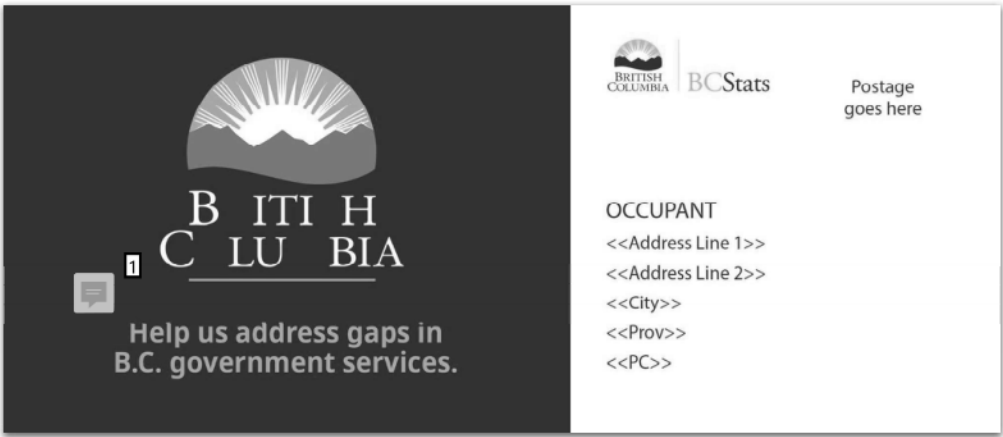 B ITI H
C LU BIA
1
Help us address gaps in
B.C. government services.
BRITISH
COLUMBIA
BCStats
Postage
goes here
OCCUPANT
<<Address Line 1>>
<<Address Line 2>>
<<City>>
<<Prov>>
<<PC>>